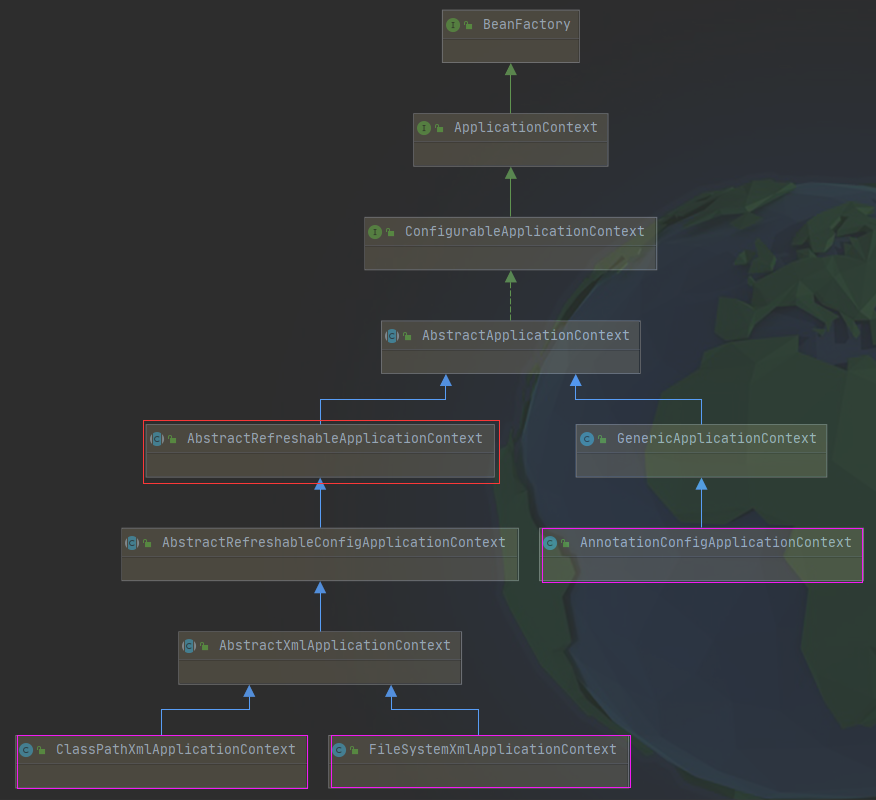 BeanFactory
ApplicationContext
ConfigurableApplicationContext
AbstractApplicationContext
AbstractRefreshableApplicationContext
GenericApplicationContext
AbstractRefreshableConfigApplicationContext
AnnotationConfigApplicationContext
AbstractXmlApplicationContext
ClassPathXmlApplicationContext
FileSystemXmlApplicationContext